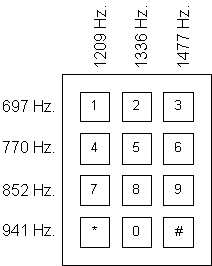 1209 Hz. 1336 Hz. 1477 Hz.
697 Hz. 1 2 3
770 Hz. 4 5 6
852 Hz. 7 8 9
941 Hz. * 0 #